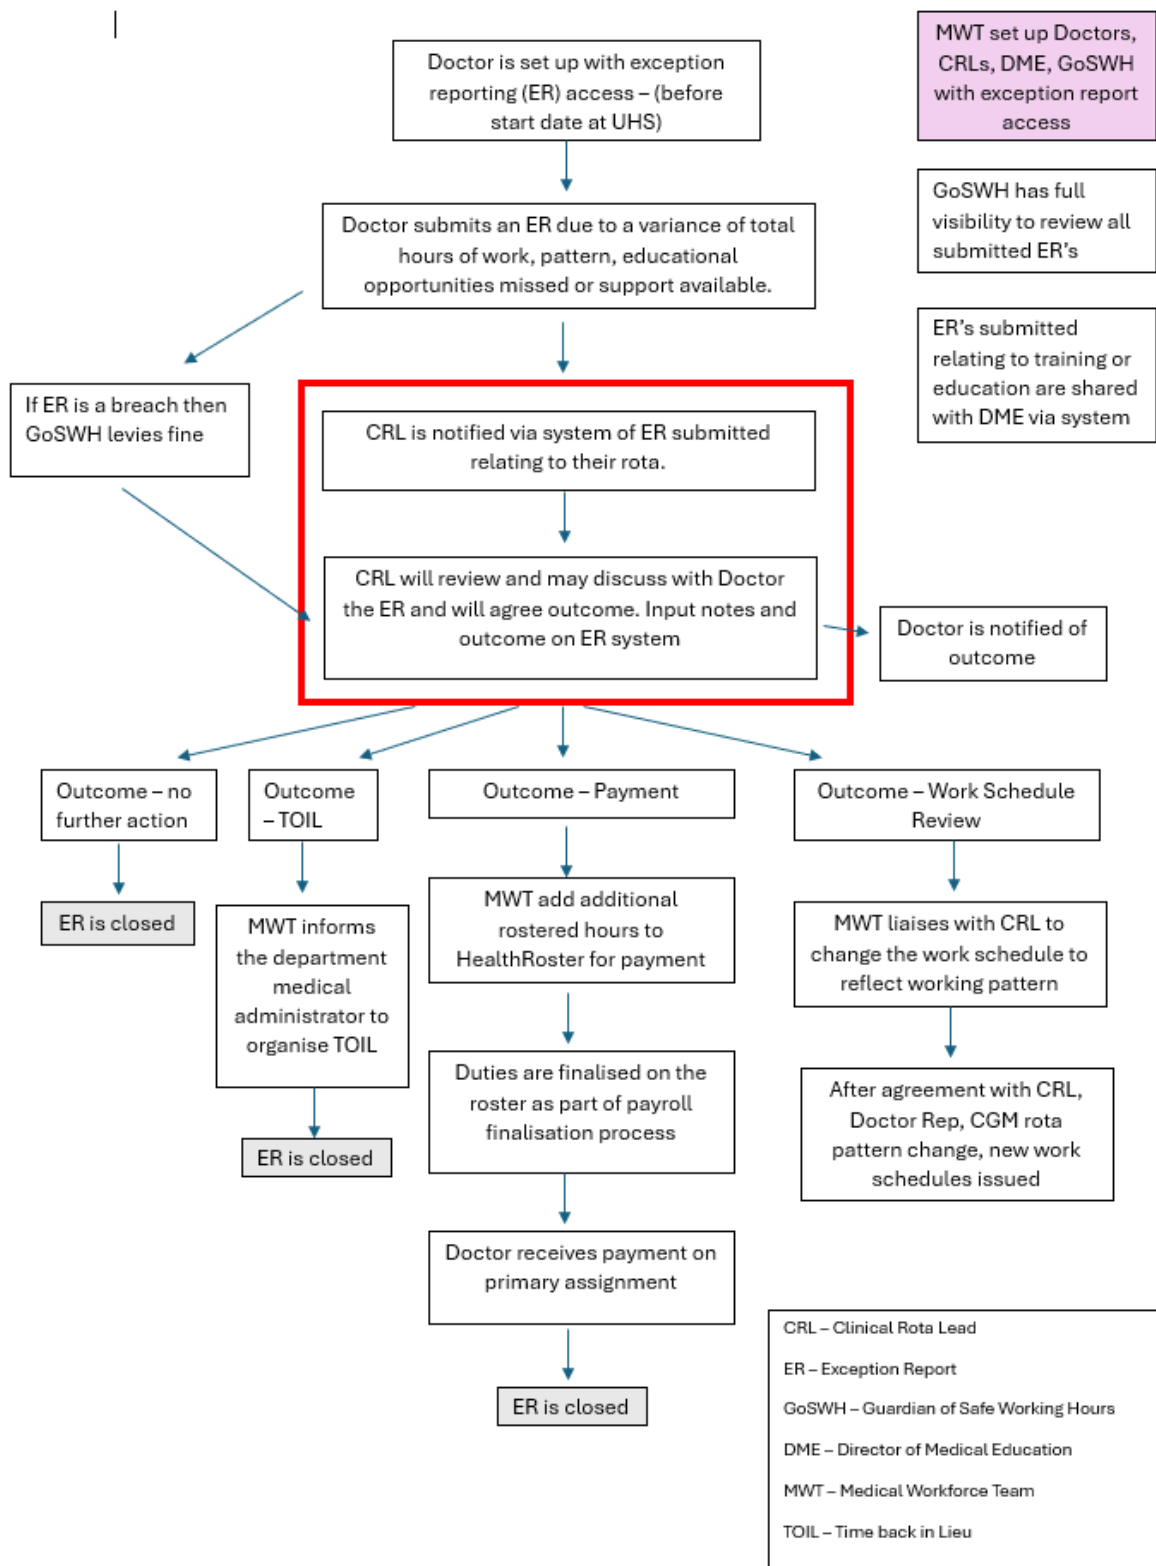 Doctor is set up with exception
reporting (ER) access – (before
start date at UHS)
MWT set up Doctors,
CRLs, DME, GoSWH
with exception report
access
GoSWH has full
visibility to review all
submitted ER's
Doctor submits an ER due to a variance of total
hours of work, pattern, educational
opportunities missed or support available.
ER's submitted
relating to training or
education are shared
with DME via system
If ER is a breach then
GoSWH levies fine
CRL is notified via system of ER submitted
relating to their rota.
CRL will review and may discuss with Doctor
the ER and will agree outcome. Input notes and
outcome on ER system
Doctor is notified of
outcome
Outcome – no
further action
Outcome
– TOIL
Outcome – Payment
Outcome – Work Schedule
Review
ER is closed
MWT informs
the department
medical
administrator to
organise TOIL
MWT add additional
rostered hours to
HealthRoster for payment
MWT liaises with CRL to
change the work schedule to
reflect working pattern
ER is closed
Duties are finalised on the
roster as part of payroll
finalisation process
After agreement with CRL,
Doctor Rep, CGM rota
pattern change, new work
schedules issued
Doctor receives payment on
primary assignment
ER is closed
CRL – Clinical Rota Lead
ER – Exception Report
GoSWH – Guardian of Safe Working Hours
DME – Director of Medical Education
MWT – Medical Workforce Team
TOIL – Time back in Lieu